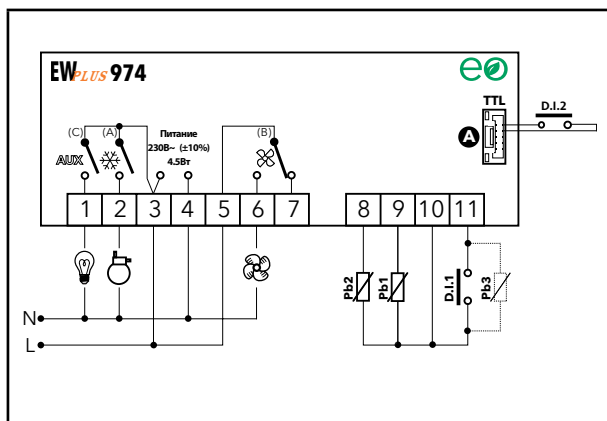 EWPLUS 974
eo
TTL
D.I.2
A
(C)
(A)
Питание
230В~ (±10%)
4.5Вт
(B)
AUX
1 2 3 4 5 6 7
8 9 10 11
Pb2
Pb1
D.I.1
Pb3
N
L